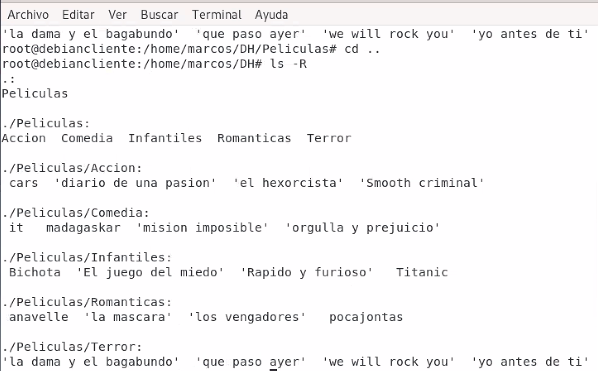 Archivo Editar Ver Buscar Terminal Ayuda
'la dama y el bagabundo' 'que paso ayer' 'we will rock you' 'yo antes de ti'
root@debiancliente:/home/marcos/DH/Peliculas# cd ..
root@debiancliente:/home/marcos/DH# ls -R
.:
Peliculas
./Peliculas:
Accion Comedia Infantiles Romanticas Terror
./Peliculas/Accion:
cars 'diario de una pasion' 'el hexorcista' 'Smooth criminal'
./Peliculas/Comedia:
it madagaskar 'mision imposible' 'orgulla y prejuicio'
./Peliculas/Infantiles:
Bichota 'El juego del miedo' 'Rapido y furioso' Titanic
./Peliculas/Romanticas:
anavelle 'la mascara' 'los vengadores' pocajontas
./Peliculas/Terror:
'la dama y el bagabundo' 'que paso ayer' 'we will rock you' 'yo antes de ti'